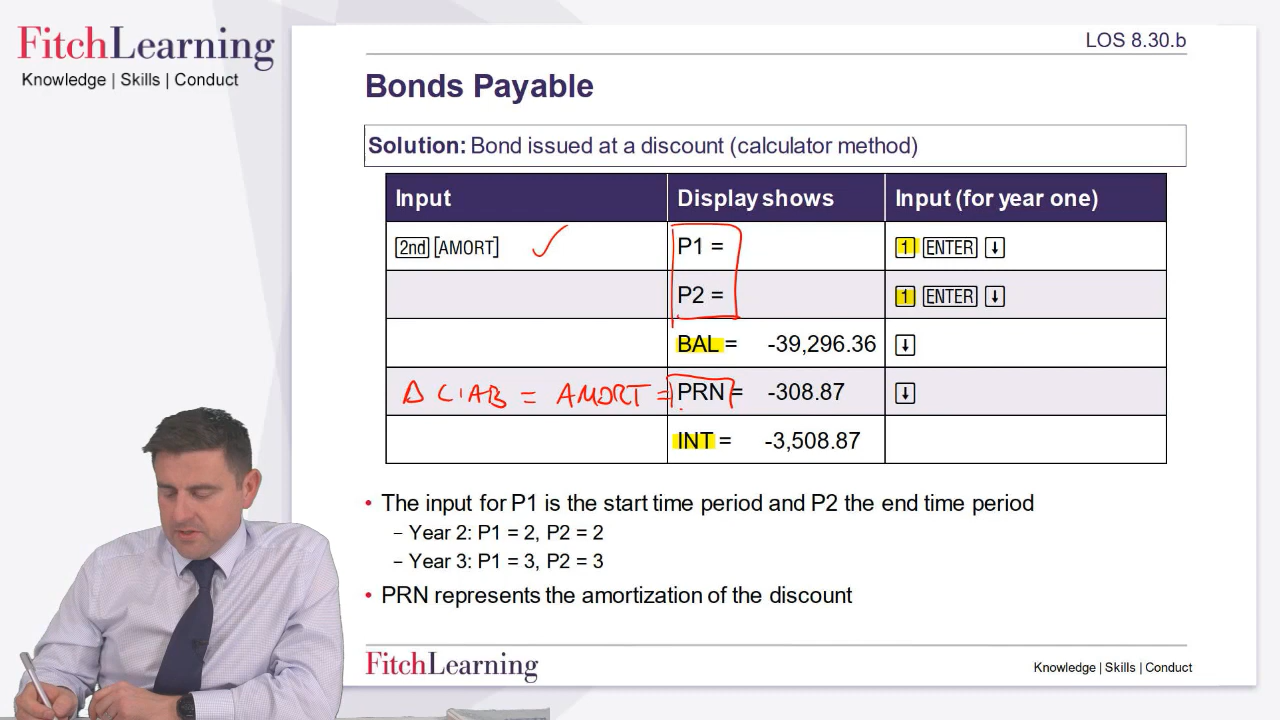 FitchLearning
Knowledge | Skills | Conduct
LOS 8.30.b
Bonds Payable
Solution: Bond issued at a discount (calculator method)
Input Display shows Input (for year one)
2nd [AMORT] P1 = 1 ENTER ↓
P2 = 1 ENTER ↓
BAL = -39,296.36 ↓
Δ LIAB = AMORT = PRN = -308.87 ↓
INT = -3,508.87
• The input for P1 is the start time period and P2 the end time period
– Year 2: P1 = 2, P2 = 2
– Year 3: P1 = 3, P2 = 3
• PRN represents the amortization of the discount
FitchLearning
Knowledge | Skills | Conduct